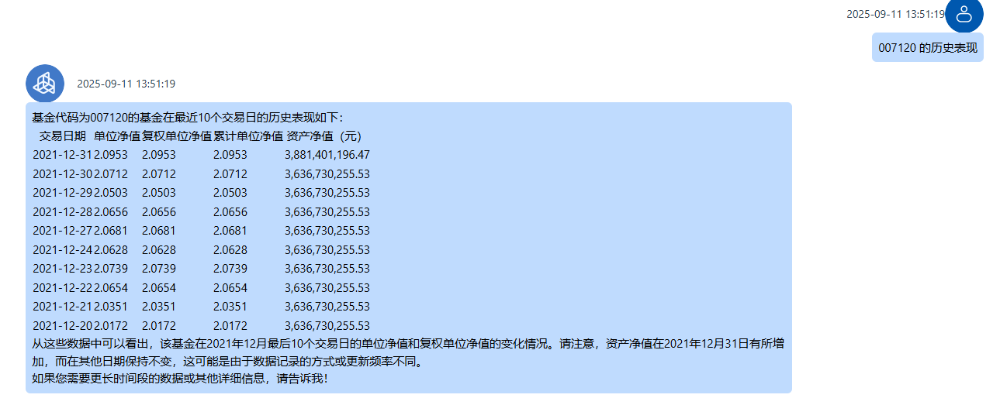 2025-09-11 13:51:19
007120 的历史表现
2025-09-11 13:51:19
基金代码为007120的基金在最近10个交易日的历史表现如下：
交易日期 单位净值 复权单位净值 累计单位净值 资产净值（元）
2021-12-31 2.0953 2.0953 2.0953 3,881,401,196.47
2021-12-30 2.0712 2.0712 2.0712 3,636,730,255.53
2021-12-29 2.0503 2.0503 2.0503 3,636,730,255.53
2021-12-28 2.0656 2.0656 2.0656 3,636,730,255.53
2021-12-27 2.0681 2.0681 2.0681 3,636,730,255.53
2021-12-24 2.0628 2.0628 2.0628 3,636,730,255.53
2021-12-23 2.0739 2.0739 2.0739 3,636,730,255.53
2021-12-22 2.0654 2.0654 2.0654 3,636,730,255.53
2021-12-21 2.0351 2.0351 2.0351 3,636,730,255.53
2021-12-20 2.0172 2.0172 2.0172 3,636,730,255.53
从这些数据中可以看出，该基金在2021年12月最后10个交易日的单位净值和复权单位净值的变化情况。请注意，资产净值在2021年12月31日有所增
加，而在其他日期保持不变，这可能是由于数据记录的方式或更新频率不同。
如果您需要更长时间段的数据或其他详细信息，请告诉我！